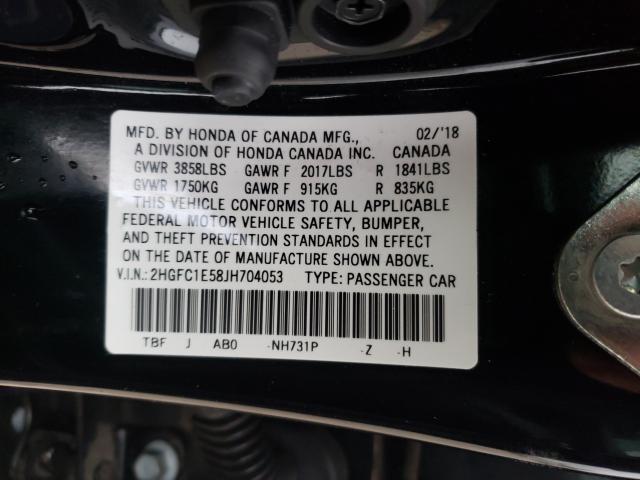 MFD. BY HONDA OF CANADA MFG., 02/'18
A DIVISION OF HONDA CANADA INC. CANADA
GVWR 3858LBS GAWR F 2017LBS R 1841LBS
GVWR 1750KG GAWR F 915KG R 835KG
THIS VEHICLE CONFORMS TO ALL APPLICABLE
FEDERAL MOTOR VEHICLE SAFETY, BUMPER,
AND THEFT PREVENTION STANDARDS IN EFFECT
ON THE DATE OF MANUFACTURE SHOWN ABOVE.
V.I.N.: 2HGFC1E58JH704053 TYPE: PASSENGER CAR
TBF J AB0 -NH731P -Z -H